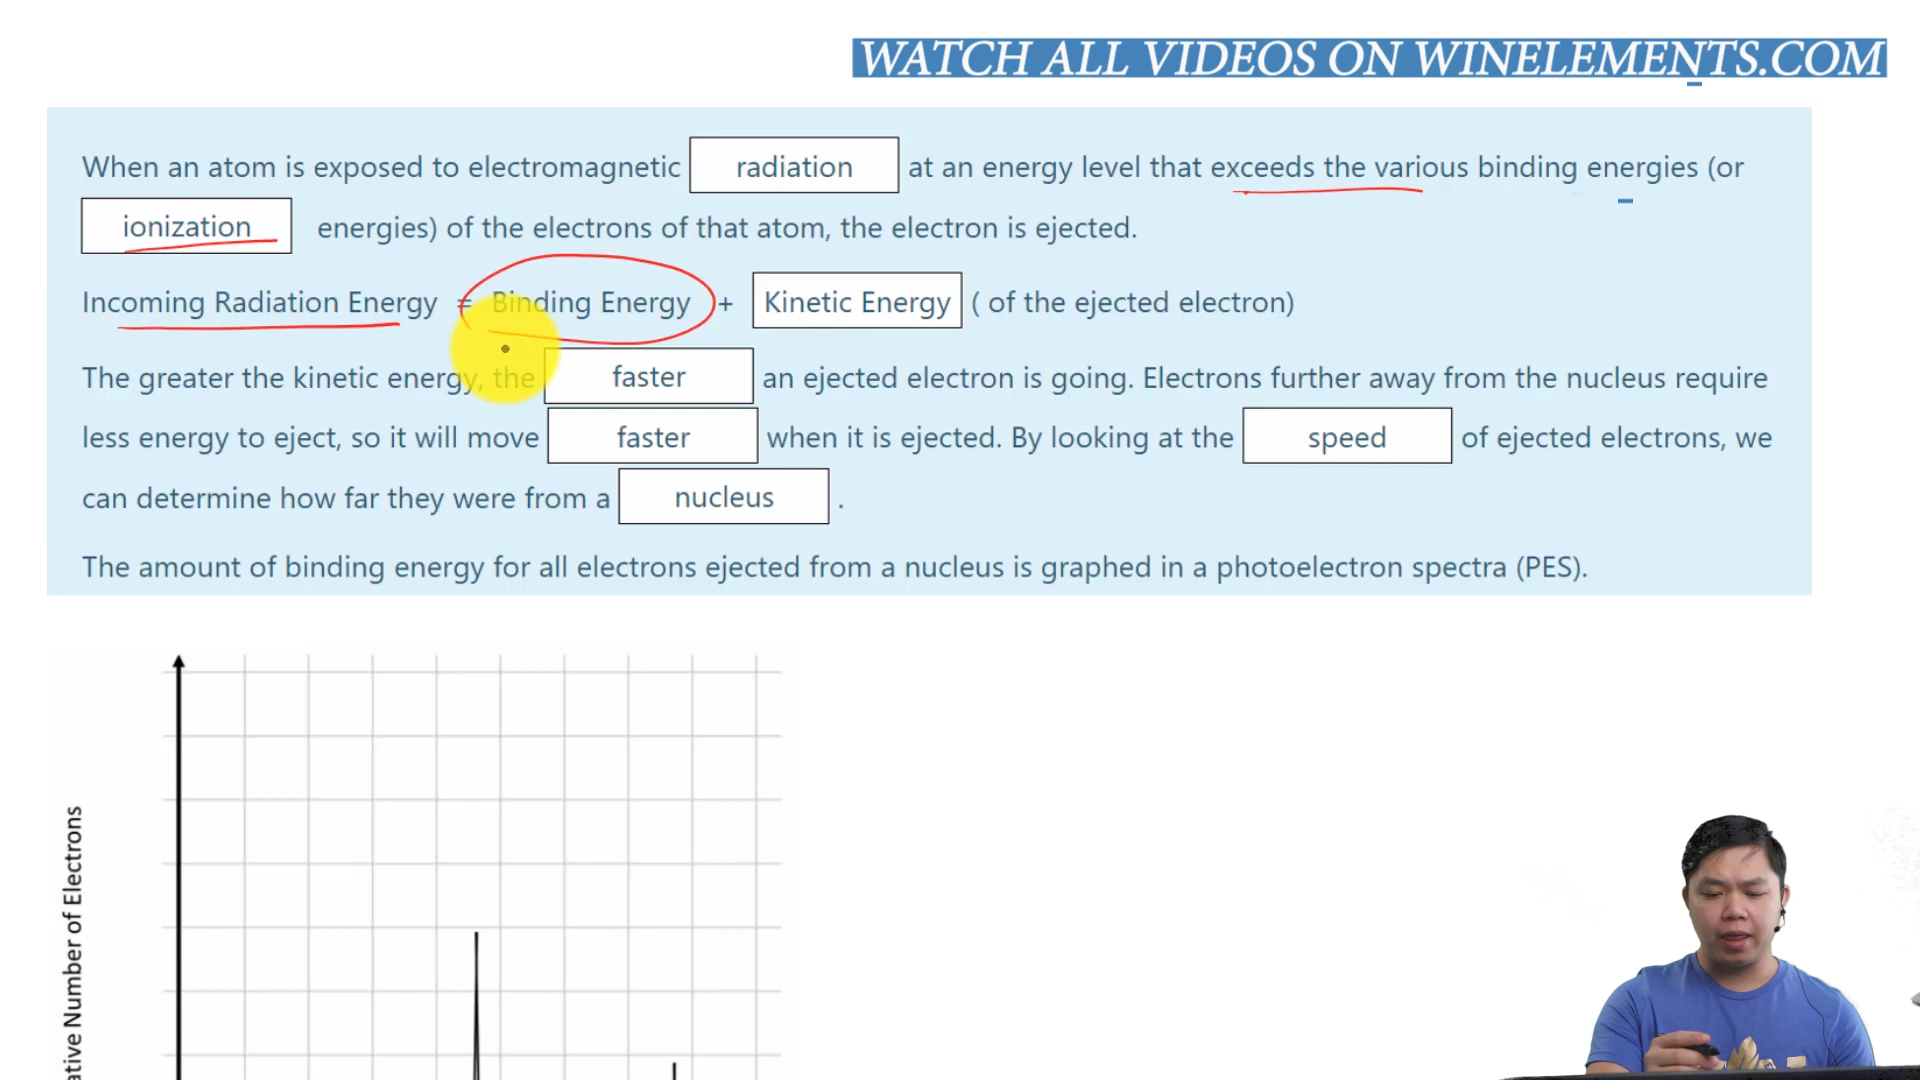 WATCH ALL VIDEOS ON WINELEMENTS.COM
When an atom is exposed to electromagnetic radiation at an energy level that exceeds the various binding energies (or
ionization energies) of the electrons of that atom, the electron is ejected.
Incoming Radiation Energy = Binding Energy + Kinetic Energy ( of the ejected electron)
The greater the kinetic energy, the faster an ejected electron is going. Electrons further away from the nucleus require
less energy to eject, so it will move faster when it is ejected. By looking at the speed of ejected electrons, we
can determine how far they were from a nucleus .
The amount of binding energy for all electrons ejected from a nucleus is graphed in a photoelectron spectra (PES).
ative Number of Electrons